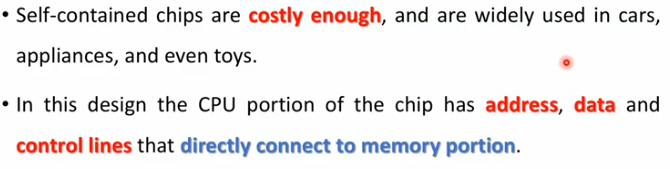 • Self-contained chips are costly enough, and are widely used in cars,
appliances, and even toys.
• In this design the CPU portion of the chip has address, data and
control lines that directly connect to memory portion.